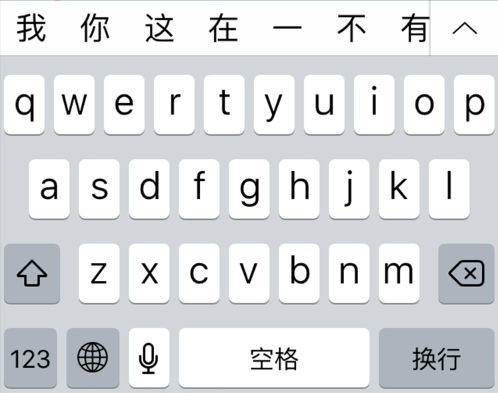 我 你 这 在 一 不 有
q w e r t y u i o p
a s d f g h j k l
z x c v b n m
123 空格 换行